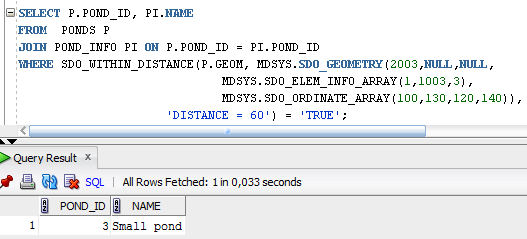 SELECT P.POND_ID, PI.NAME
FROM PONDS P
JOIN POND_INFO PI ON P.POND_ID = PI.POND_ID
WHERE SDO_WITHIN_DISTANCE(P.GEOM, MDSYS.SDO_GEOMETRY(2003,NULL,NULL,
MDSYS.SDO_ELEM_INFO_ARRAY(1,1003,3),
MDSYS.SDO_ORDINATE_ARRAY(100,130,120,140)),
'DISTANCE = 60') = 'TRUE';
Query Result x
SQL | All Rows Fetched: 1 in 0,033 seconds
POND_ID NAME
1 3 Small pond